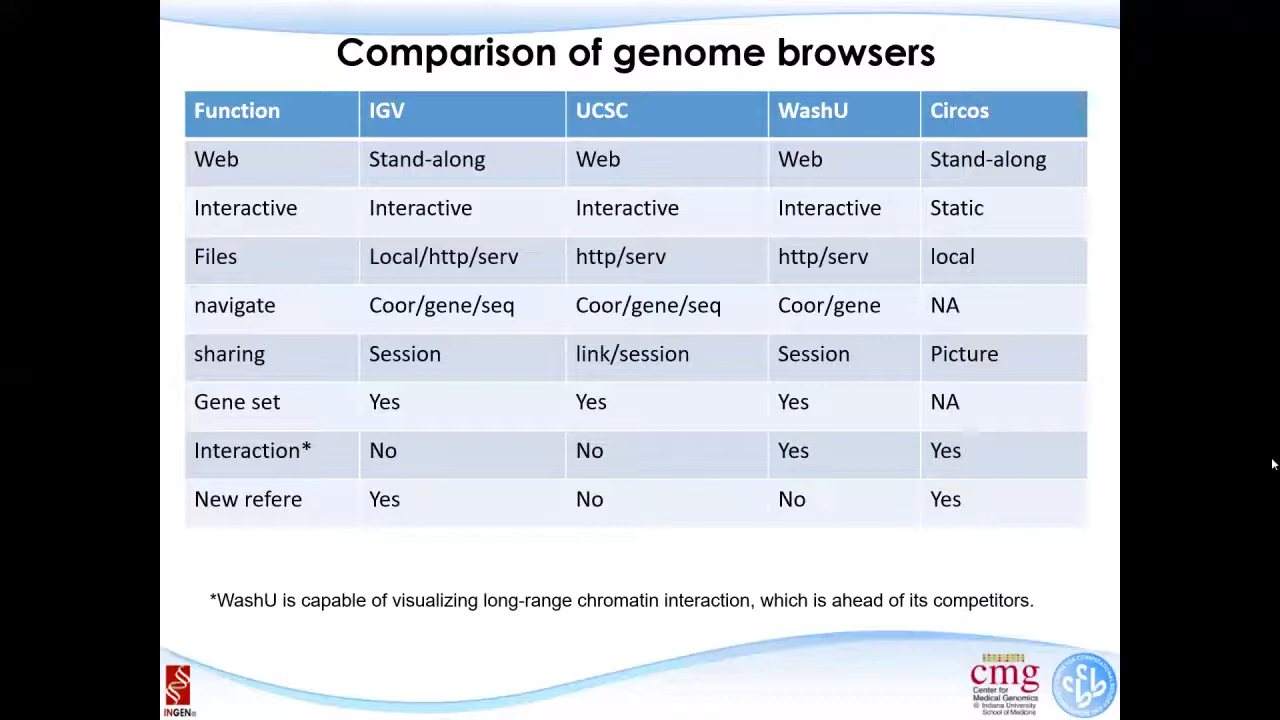 Comparison of genome browsers
Function IGV UCSC WashU Circos
Web Stand-along Web Web Stand-along
Interactive Interactive Interactive Interactive Static
Files Local/http/serv http/serv http/serv local
navigate Coor/gene/seq Coor/gene/seq Coor/gene NA
sharing Session link/session Session Picture
Gene set Yes Yes Yes NA
Interaction* No No Yes Yes
New refere Yes No No Yes
*WashU is capable of visualizing long-range chromatin interaction, which is ahead of its competitors.
INGEN
cmg
Center for
Medical Genomics
@ Indiana University
School of Medicine